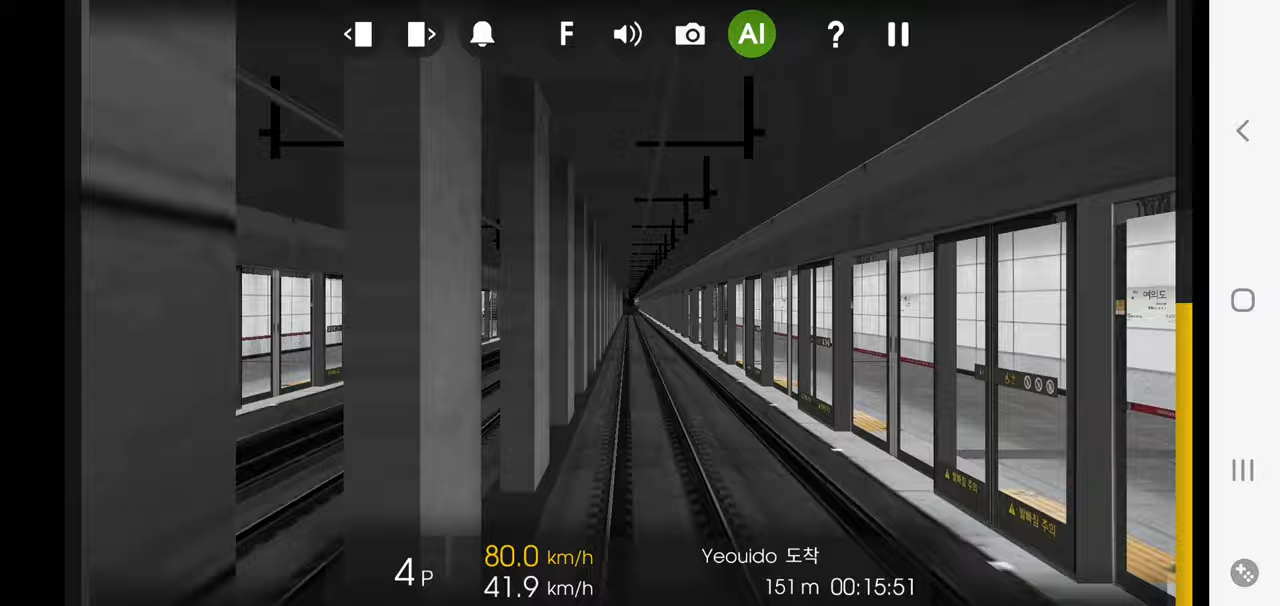 F
AI
?
여의도
발빠짐 주의
발빠짐 주의
4 P
80.0 km/h
41.9 km/h
Yeouido 도착
151 m 00:15:51